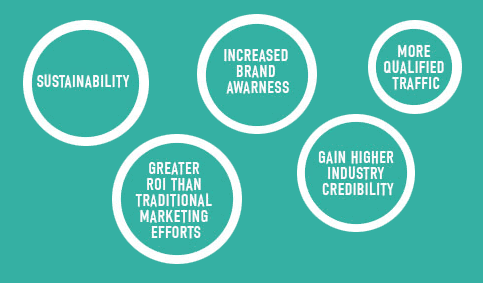 SUSTAINABILITY
INCREASED
BRAND
AWARNESS
MORE
QUALIFIED
TRAFFIC
GREATER
ROI THAN
TRADITIONAL
MARKETING
EFFORTS
GAIN HIGHER
INDUSTRY
CREDIBILITY